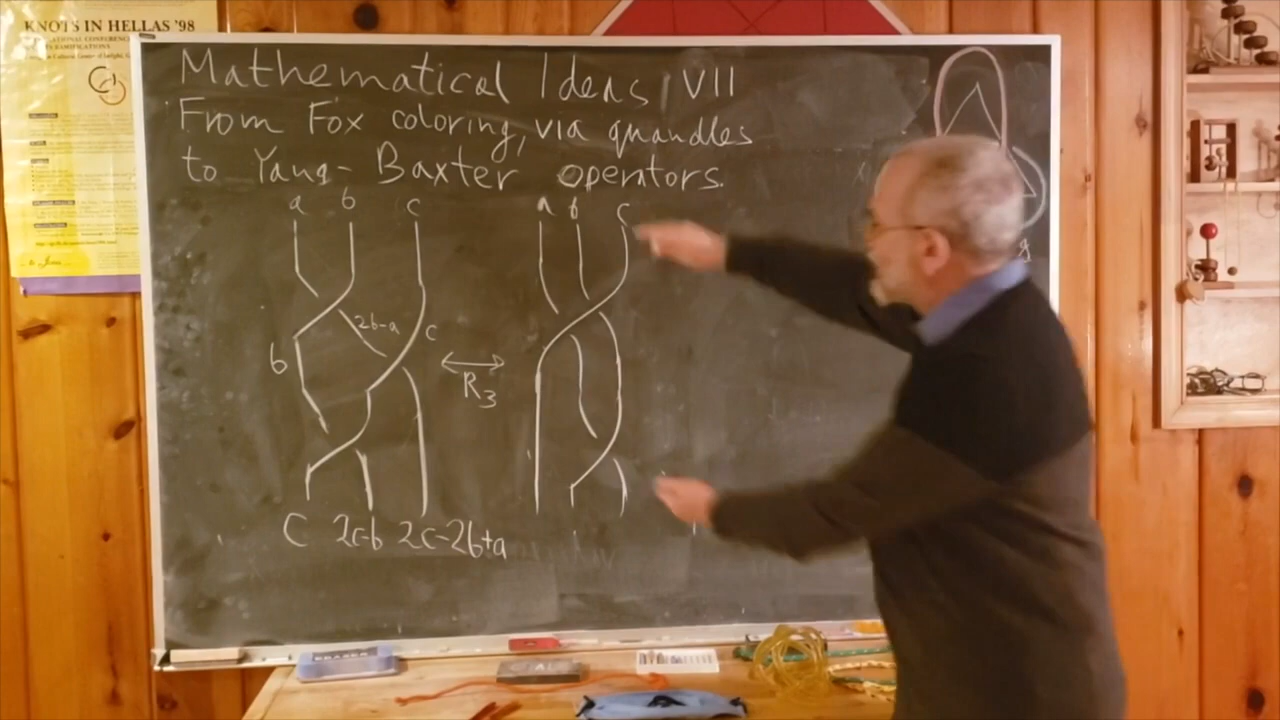 KNOTS IN HELLAS '98
Mathematical Ideas, VII
From Fox coloring, via quandles
to Yang-Baxter operators.
a b c a b c
2b-a
c
b
R3
C 2c-b 2c-2b+a
ERASER